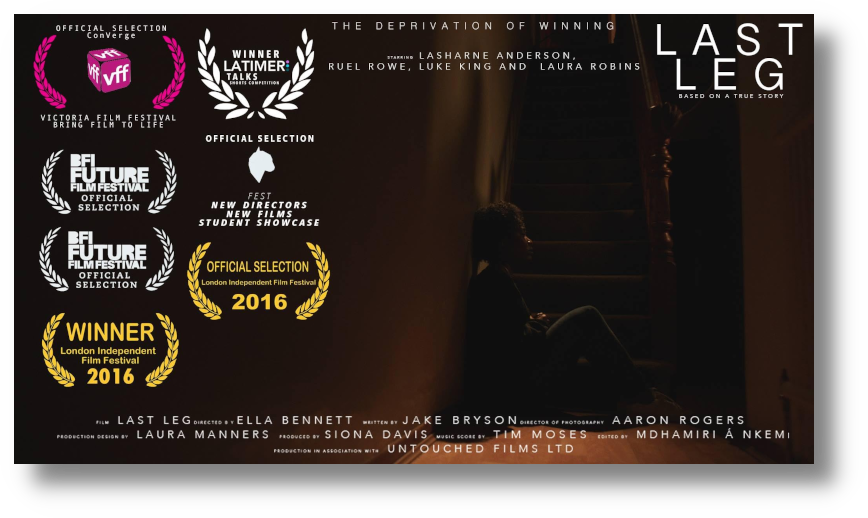 OFFICIAL SELECTION
ConVerge
vff
vff
vff
VICTORIA FILM FESTIVAL
BRING FILM TO LIFE
WINNER
LATIMER
TALKS
SHORTS COMPETITION
THE DEPRIVATION OF WINNING
STARRING LASHARNE ANDERSON,
RUEL ROWE, LUKE KING AND LAURA ROBINS
LAST
LEG
BASED ON A TRUE STORY
BFI
FUTURE
FILM FESTIVAL
OFFICIAL
SELECTION
OFFICIAL SELECTION
FEST
NEW DIRECTORS
NEW FILMS
STUDENT SHOWCASE
BFI
FUTURE
FILM FESTIVAL
OFFICIAL
SELECTION
OFFICIAL SELECTION
London Independent Film Festival
2016
WINNER
London Independent
Film Festival
2016
FILM LAST LEG DIRECTED BY ELLA BENNETT WRITTEN BY JAKE BRYSON DIRECTOR OF PHOTOGRAPHY AARON ROGERS
PRODUCTION DESIGN BY LAURA MANNERS PRODUCED BY SIONA DAVIS MUSIC SCORE BY TIM MOSES EDITED BY MDHAMIRI Á NKEMI
PRODUCTION IN ASSOCIATION WITH UNTOUCHED FILMS LTD